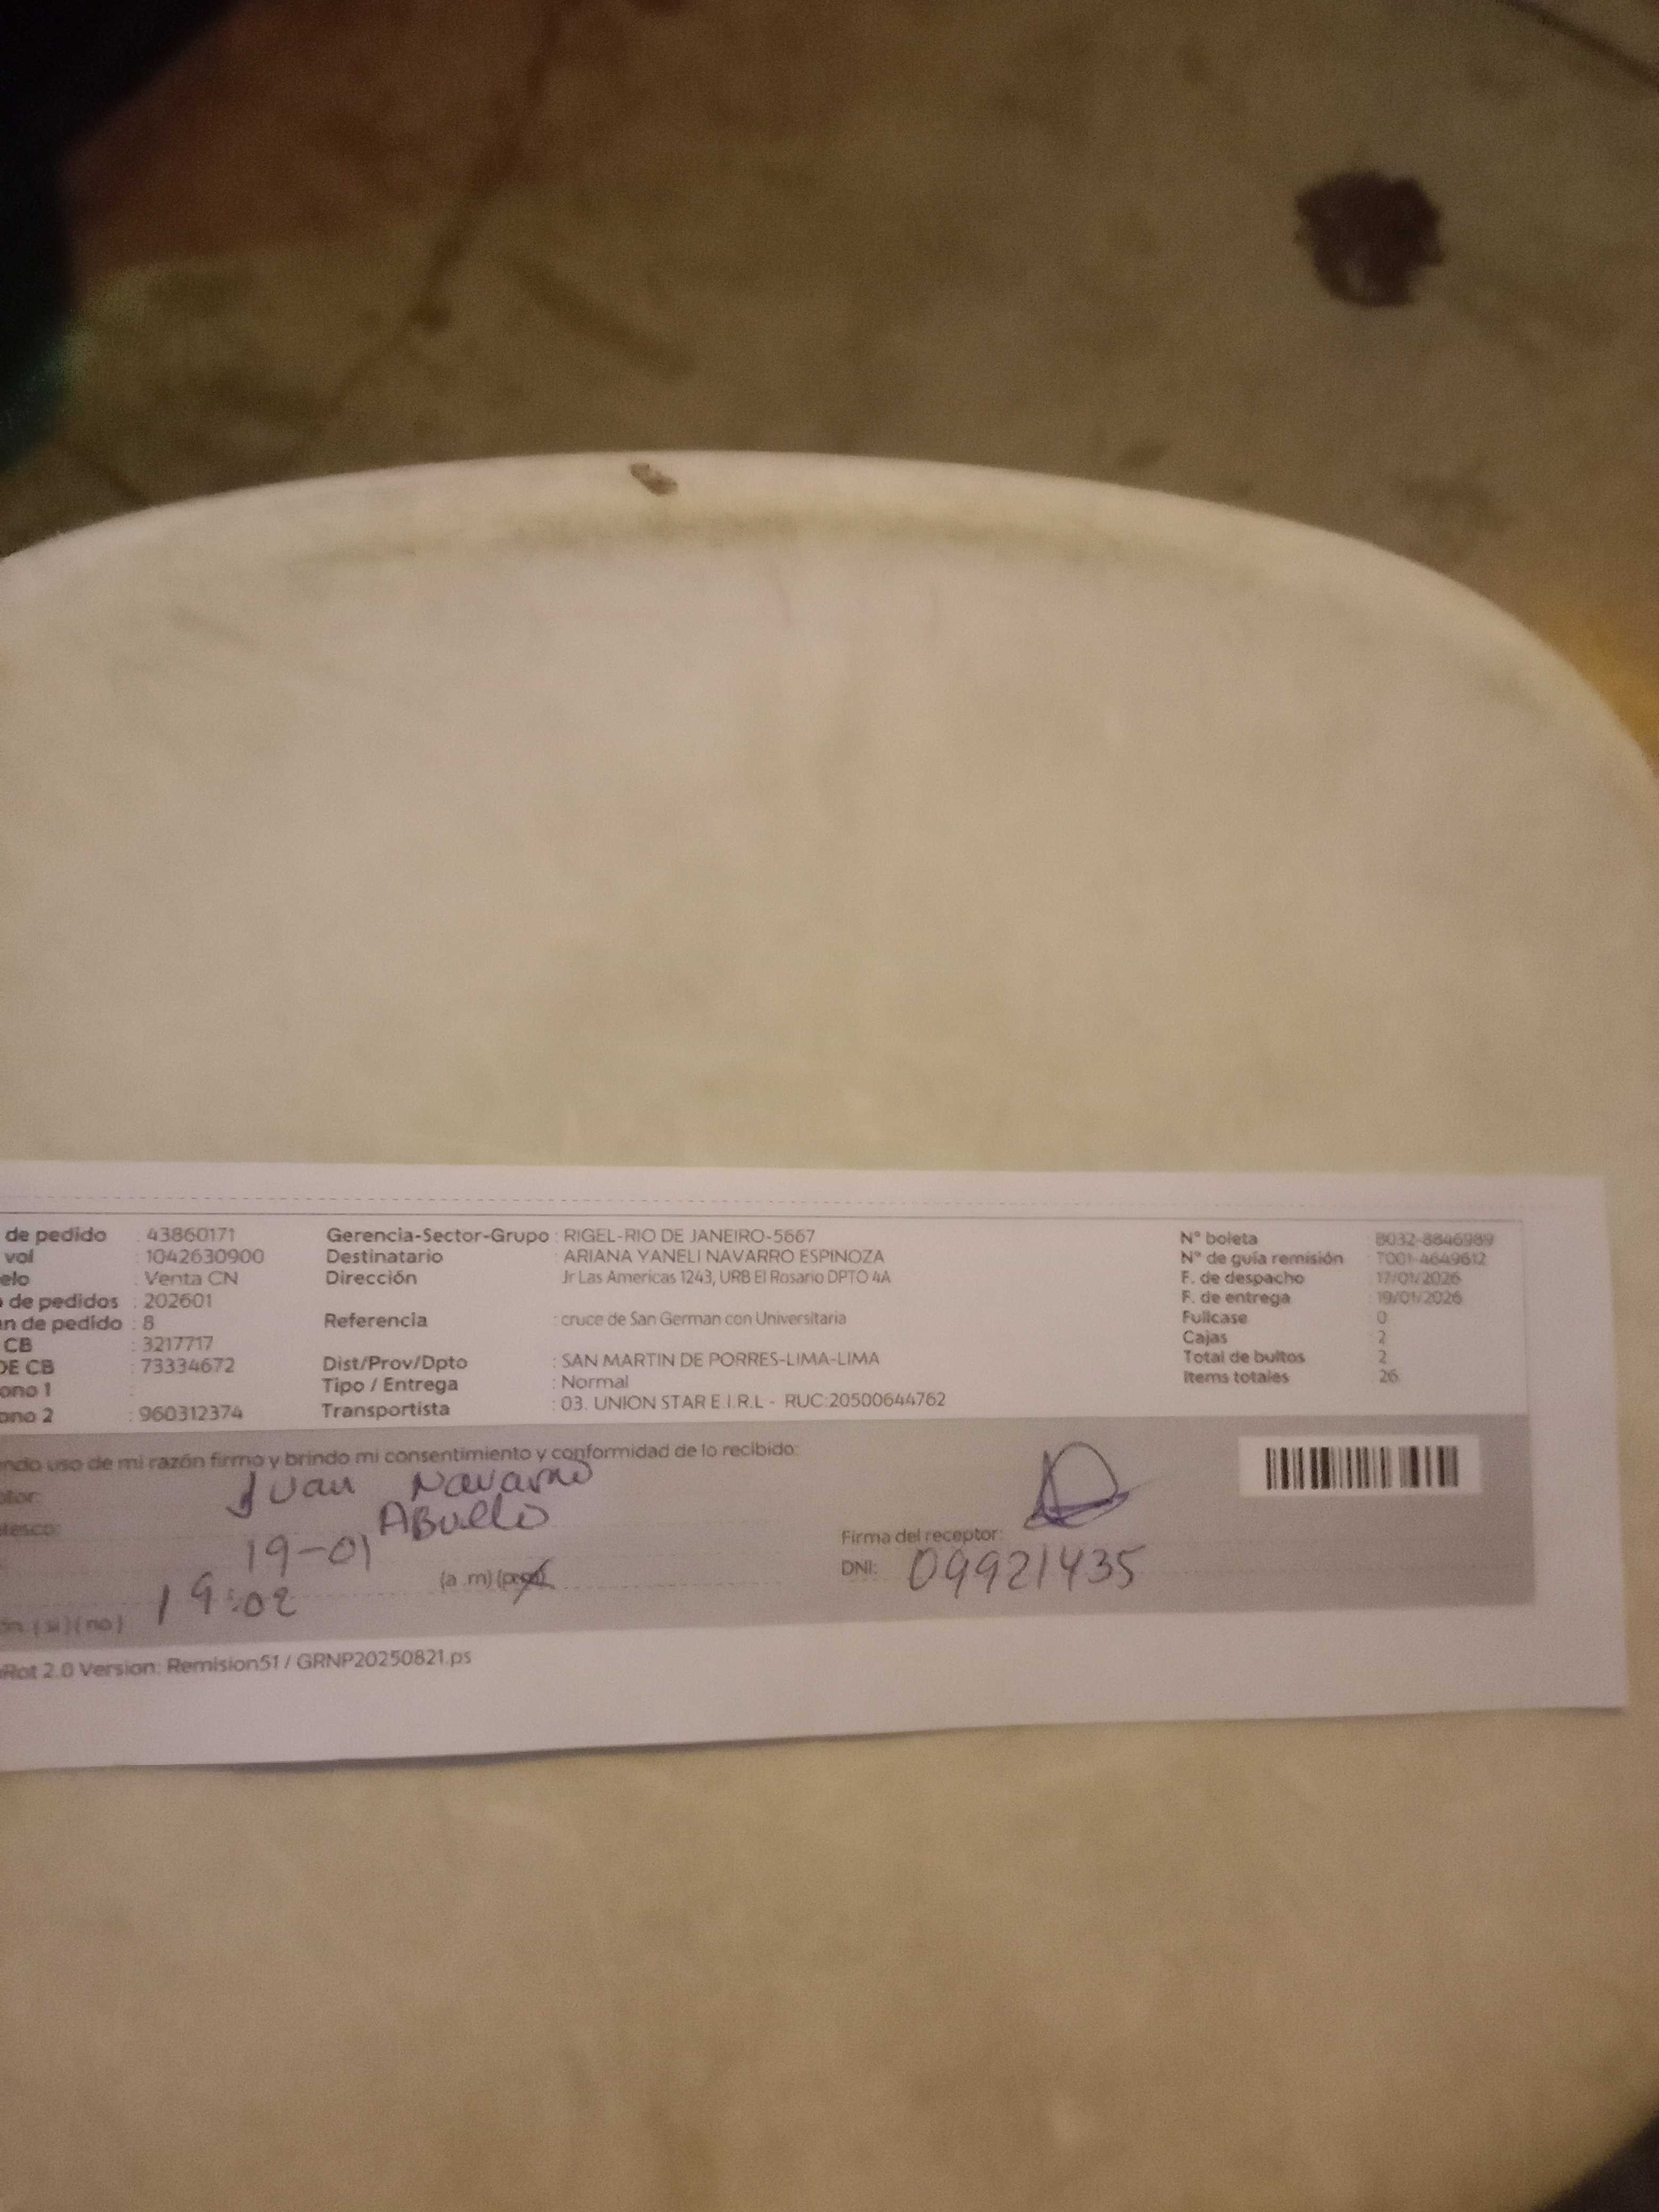 de pedido : 43860171 Gerencia-Sector-Grupo : RIGEL-RIO DE JANEIRO-5667 N° boleta B032-8846989
vol : 1042630900 Destinatario : ARIANA YANELI NAVARRO ESPINOZA N° de guía remisión T001-4649612
elo : Venta CN Dirección : Jr Las Americas 1243, URB El Rosario DPTO 4A F. de despacho 17/01/2026
de pedidos : 202601 F. de entrega 19/01/2026
n de pedido : 8 Referencia : cruce de San German con Universitaria Fullcase 0
CB : 3217717 Cajas 2
DE CB : 73334672 Dist/Prov/Dpto : SAN MARTIN DE PORRES-LIMA-LIMA Total de bultos 2
ono 1 : Tipo / Entrega : Normal Items totales 26
ono 2 : 960312374 Transportista : 03. UNION STAR E.I.R.L - RUC:20500644762
ndo uso de mi razón firmo y brindo mi consentimiento y conformidad de lo recibido:
ptor: Juan Navarro
tesco: ABuelo
19-01 Firma del receptor:
19:02 (a .m) (p.m) DNI: 09921435
ón. ( si ) ( no )
Rot 2.0 Version: Remision51 / GRNP20250821.ps